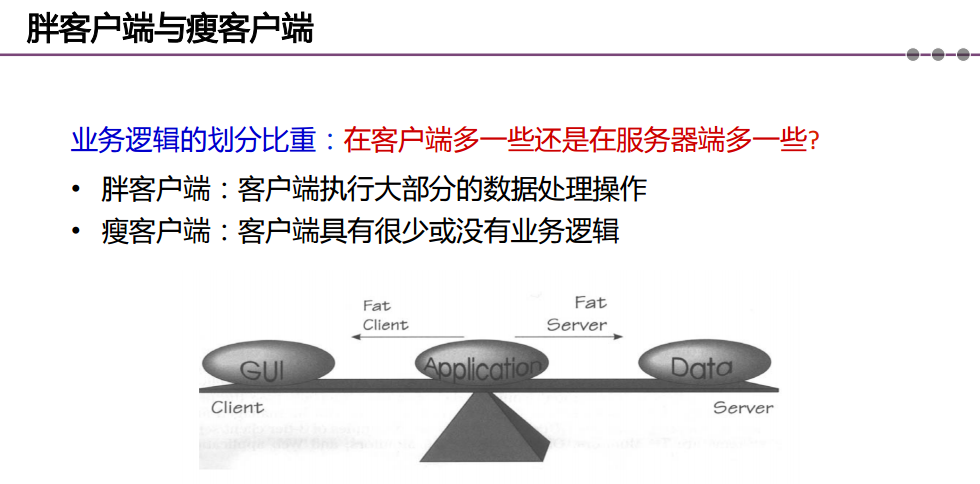 胖客户端与瘦客户端
业务逻辑的划分比重：在客户端多一些还是在服务器端多一些?
• 胖客户端：客户端执行大部分的数据处理操作
• 瘦客户端：客户端具有很少或没有业务逻辑
Fat
Client
Fat
Server
GUI
Application
Data
Client
Server